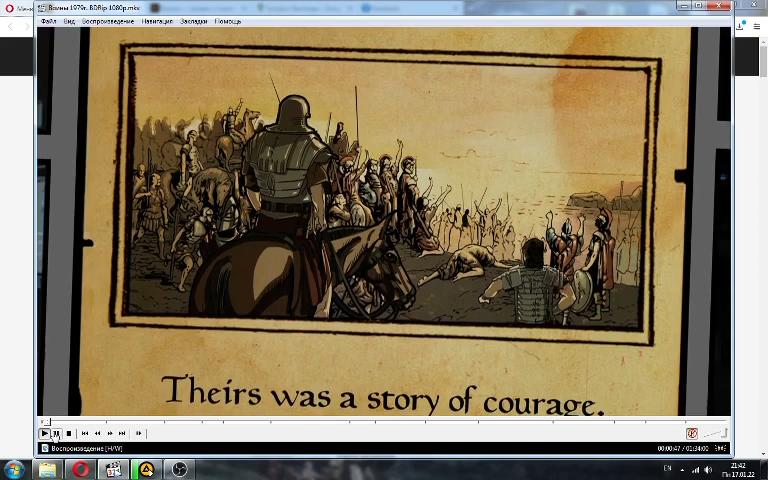 Воины 1979г. BDRip 1080p.mkv
Файл Вид Воспроизведение Навигация Закладки Помощь
Theirs was a story of courage.
Воспроизведение [H/W]
00:00:47 / 01:34:00
EN
21:42
Пн 17.01.22